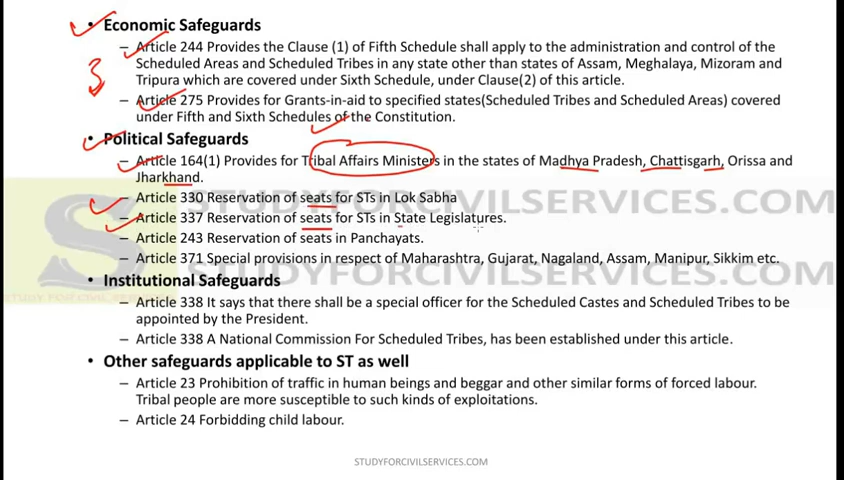 • Economic Safeguards
– Article 244 Provides the Clause (1) of Fifth Schedule shall apply to the administration and control of the
Scheduled Areas and Scheduled Tribes in any state other than states of Assam, Meghalaya, Mizoram and
Tripura which are covered under Sixth Schedule, under Clause(2) of this article.
– Article 275 Provides for Grants-in-aid to specified states(Scheduled Tribes and Scheduled Areas) covered
under Fifth and Sixth Schedules of the Constitution.
• Political Safeguards
– Article 164(1) Provides for Tribal Affairs Ministers in the states of Madhya Pradesh, Chattisgarh, Orissa and
Jharkhand.
– Article 330 Reservation of seats for STs in Lok Sabha
– Article 337 Reservation of seats for STs in State Legislatures.
– Article 243 Reservation of seats in Panchayats.
– Article 371 Special provisions in respect of Maharashtra, Gujarat, Nagaland, Assam, Manipur, Sikkim etc.
• Institutional Safeguards
– Article 338 It says that there shall be a special officer for the Scheduled Castes and Scheduled Tribes to be
appointed by the President.
– Article 338 A National Commission For Scheduled Tribes, has been established under this article.
• Other safeguards applicable to ST as well
– Article 23 Prohibition of traffic in human beings and beggar and other similar forms of forced labour.
Tribal people are more susceptible to such kinds of exploitations.
– Article 24 Forbidding child labour.
STUDYFORCIVILSERVICES.COM
STUDYFORCIVILSERVICES.COM
STUDYFORCIVILSERVICES.COM